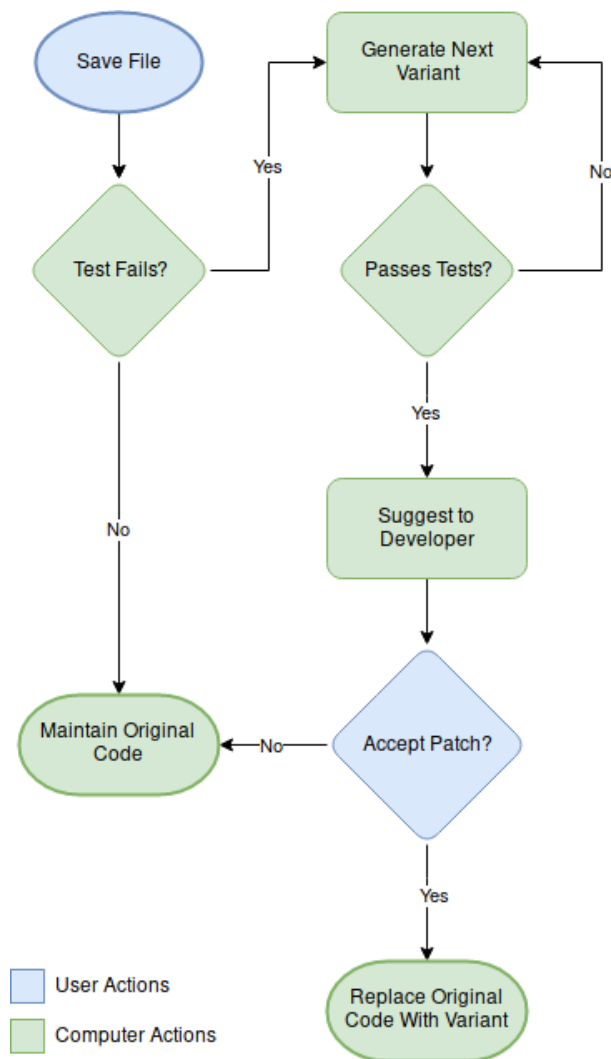 Save File
Generate Next
Variant
Yes
No
Test Fails?
Passes Tests?
Yes
Suggest to
Developer
No
Maintain Original
Code
No
Accept Patch?
Yes
User Actions
Replace Original
Code With Variant
Computer Actions